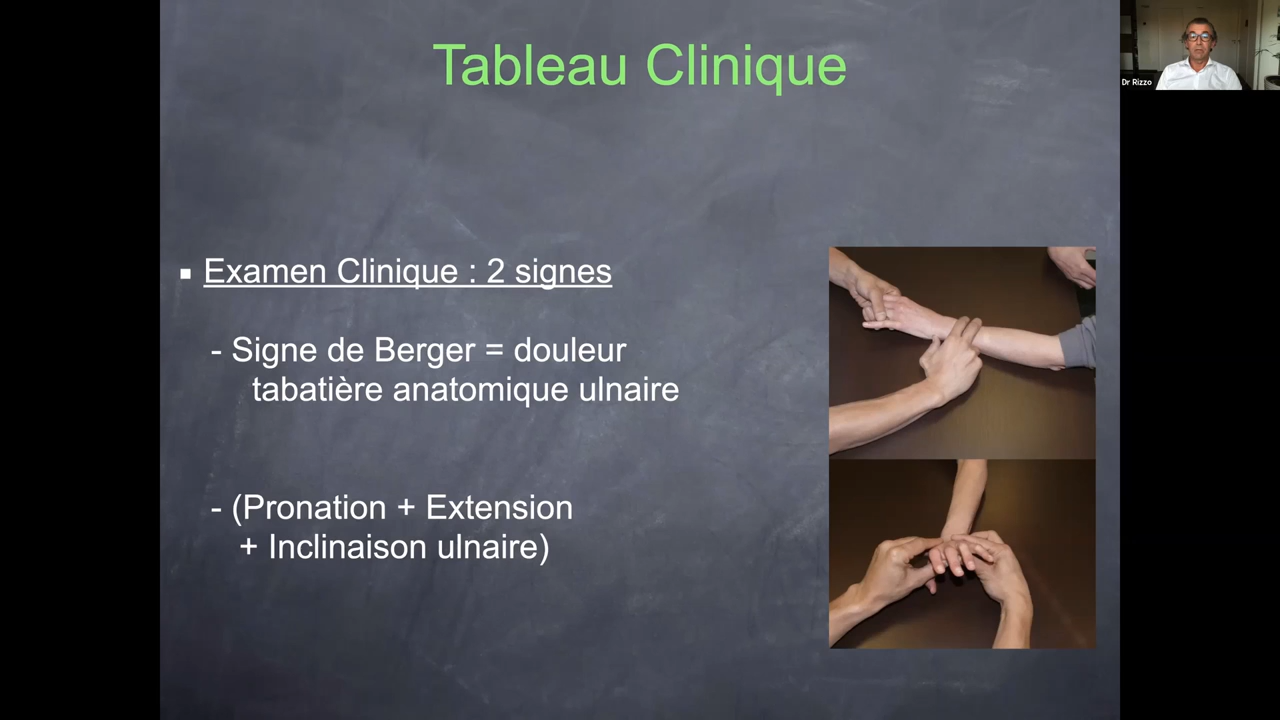 Tableau Clinique
Dr Rizzo
Examen Clinique : 2 signes
- Signe de Berger = douleur
tabatière anatomique ulnaire
- (Pronation + Extension
+ Inclinaison ulnaire)